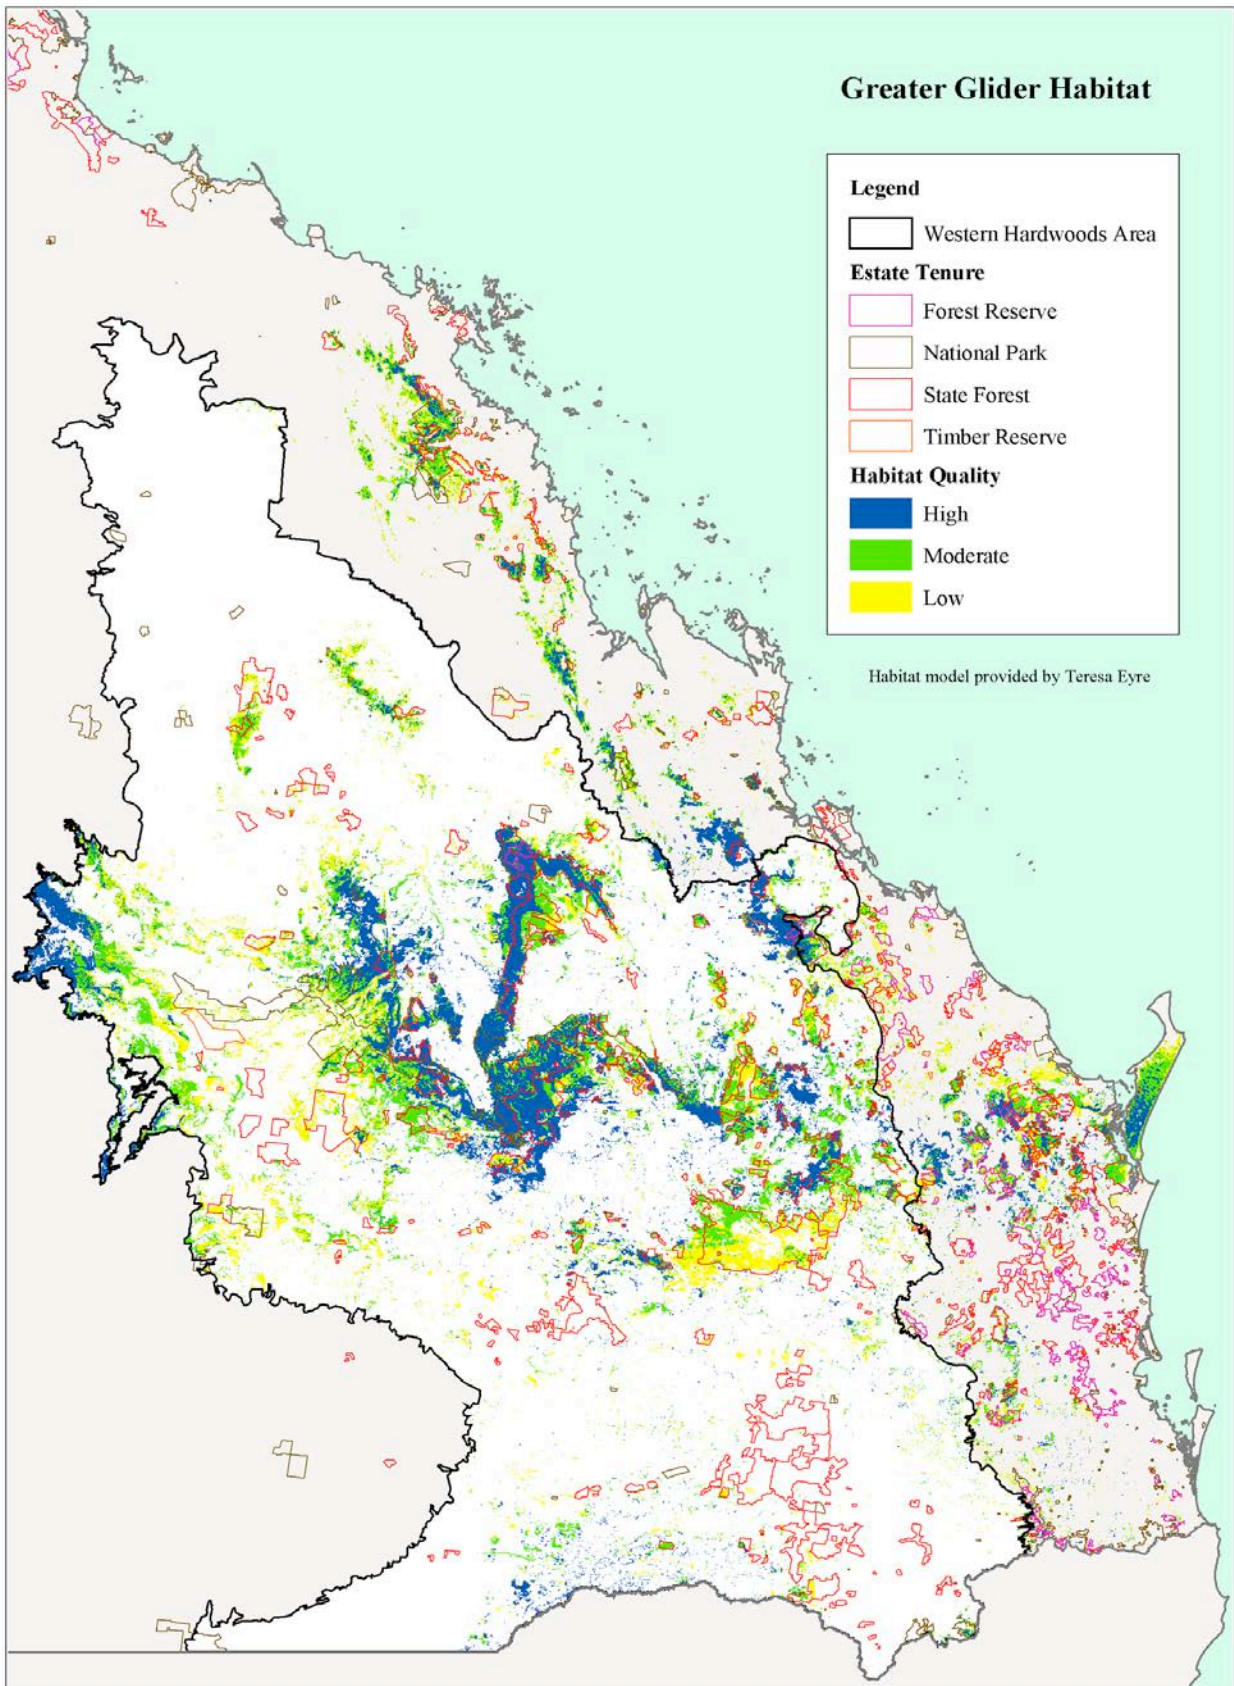 Greater Glider Habitat
Legend
Western Hardwoods Area
Estate Tenure
Forest Reserve
National Park
State Forest
Timber Reserve
Habitat Quality
High
Moderate
Low
Habitat model provided by Teresa Eyre